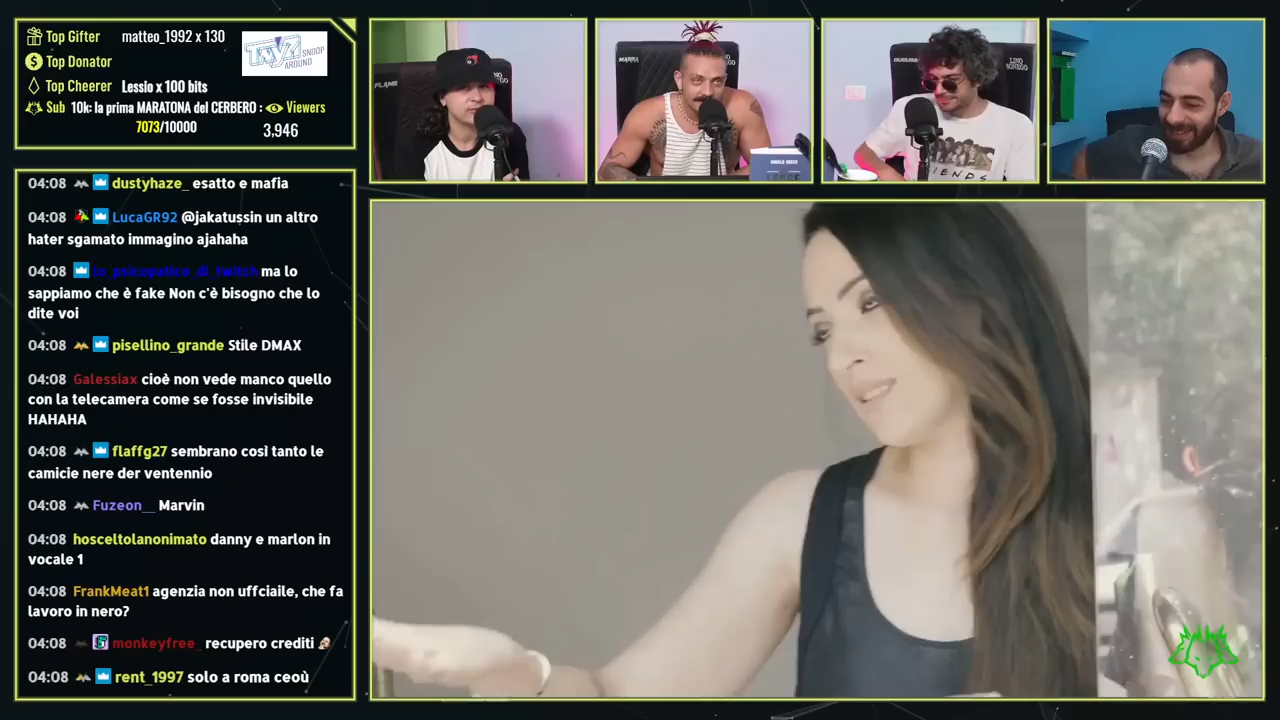 Top Gifter matteo_1992 x 130
Top Donator
Top Cheerer Lessio x 100 bits
Sub 10k: la prima MARATONA del CERBERO : Viewers
7073/10000 3,946
SNOOP
AROUND
04:08 dustyhaze_ esatto e mafia
04:08 LucaGR92 @jakatussin un altro
hater sgamato immagino ajahaha
04:08 lo_psicopatico_di_twitch ma lo
sappiamo che è fake Non c'è bisogno che lo
dite voi
04:08 pisellino_grande Stile DMAX
04:08 Galessiax cioè non vede manco quello
con la telecamera come se fosse invisibile
HAHAHA
04:08 flaffg27 sembrano così tanto le
camicie nere der ventennio
04:08 Fuzeon__ Marvin
04:08 hosceltolanonimato danny e marlon in
vocale 1
04:08 FrankMeat1 agenzia non uffciaile, che fa
lavoro in nero?
04:08 monkeyfree_ recupero crediti
04:08 rent_1997 solo a roma ceoù
FLAME
MARRA